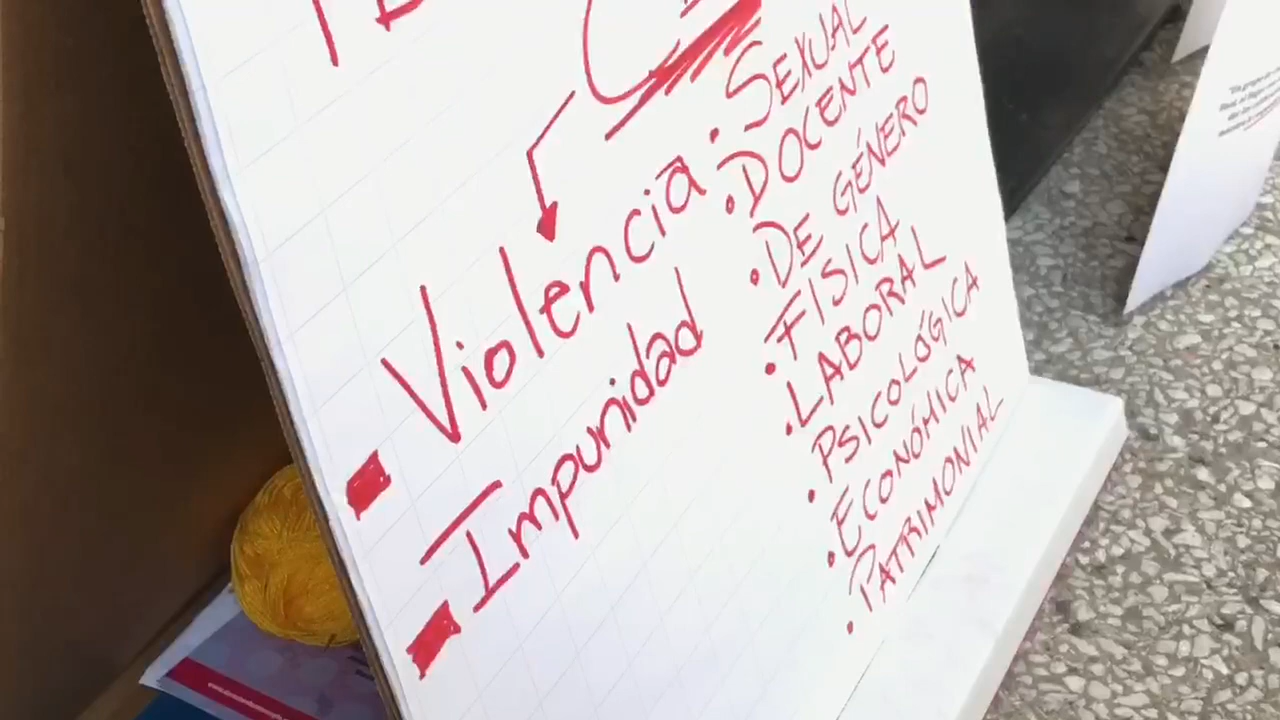 Violencia
Impunidad
• SEXUAL
• DOCENTE
• DE GÉNERO
• FÍSICA
• LABORAL
• PSICOLÓGICA
• ECONÓMICA
• PATRIMONIAL